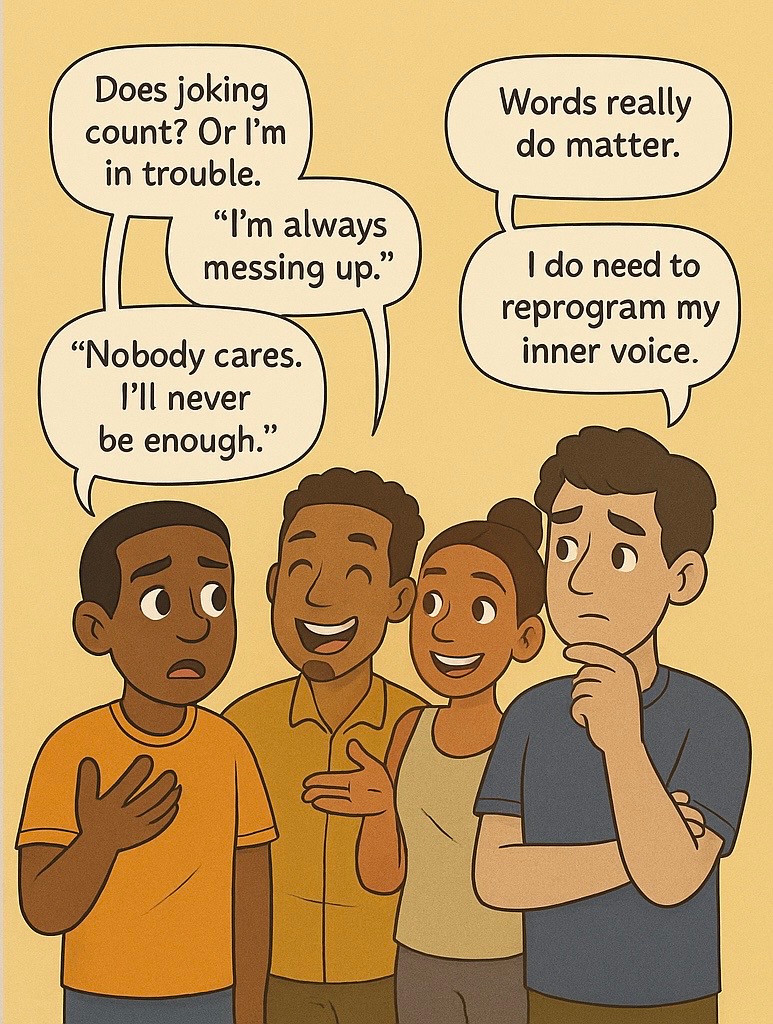 Does joking
count? Or I'm
in trouble.
"I'm always
messing up."
"Nobody cares.
I'll never
be enough."
Words really
do matter.
I do need to
reprogram my
inner voice.